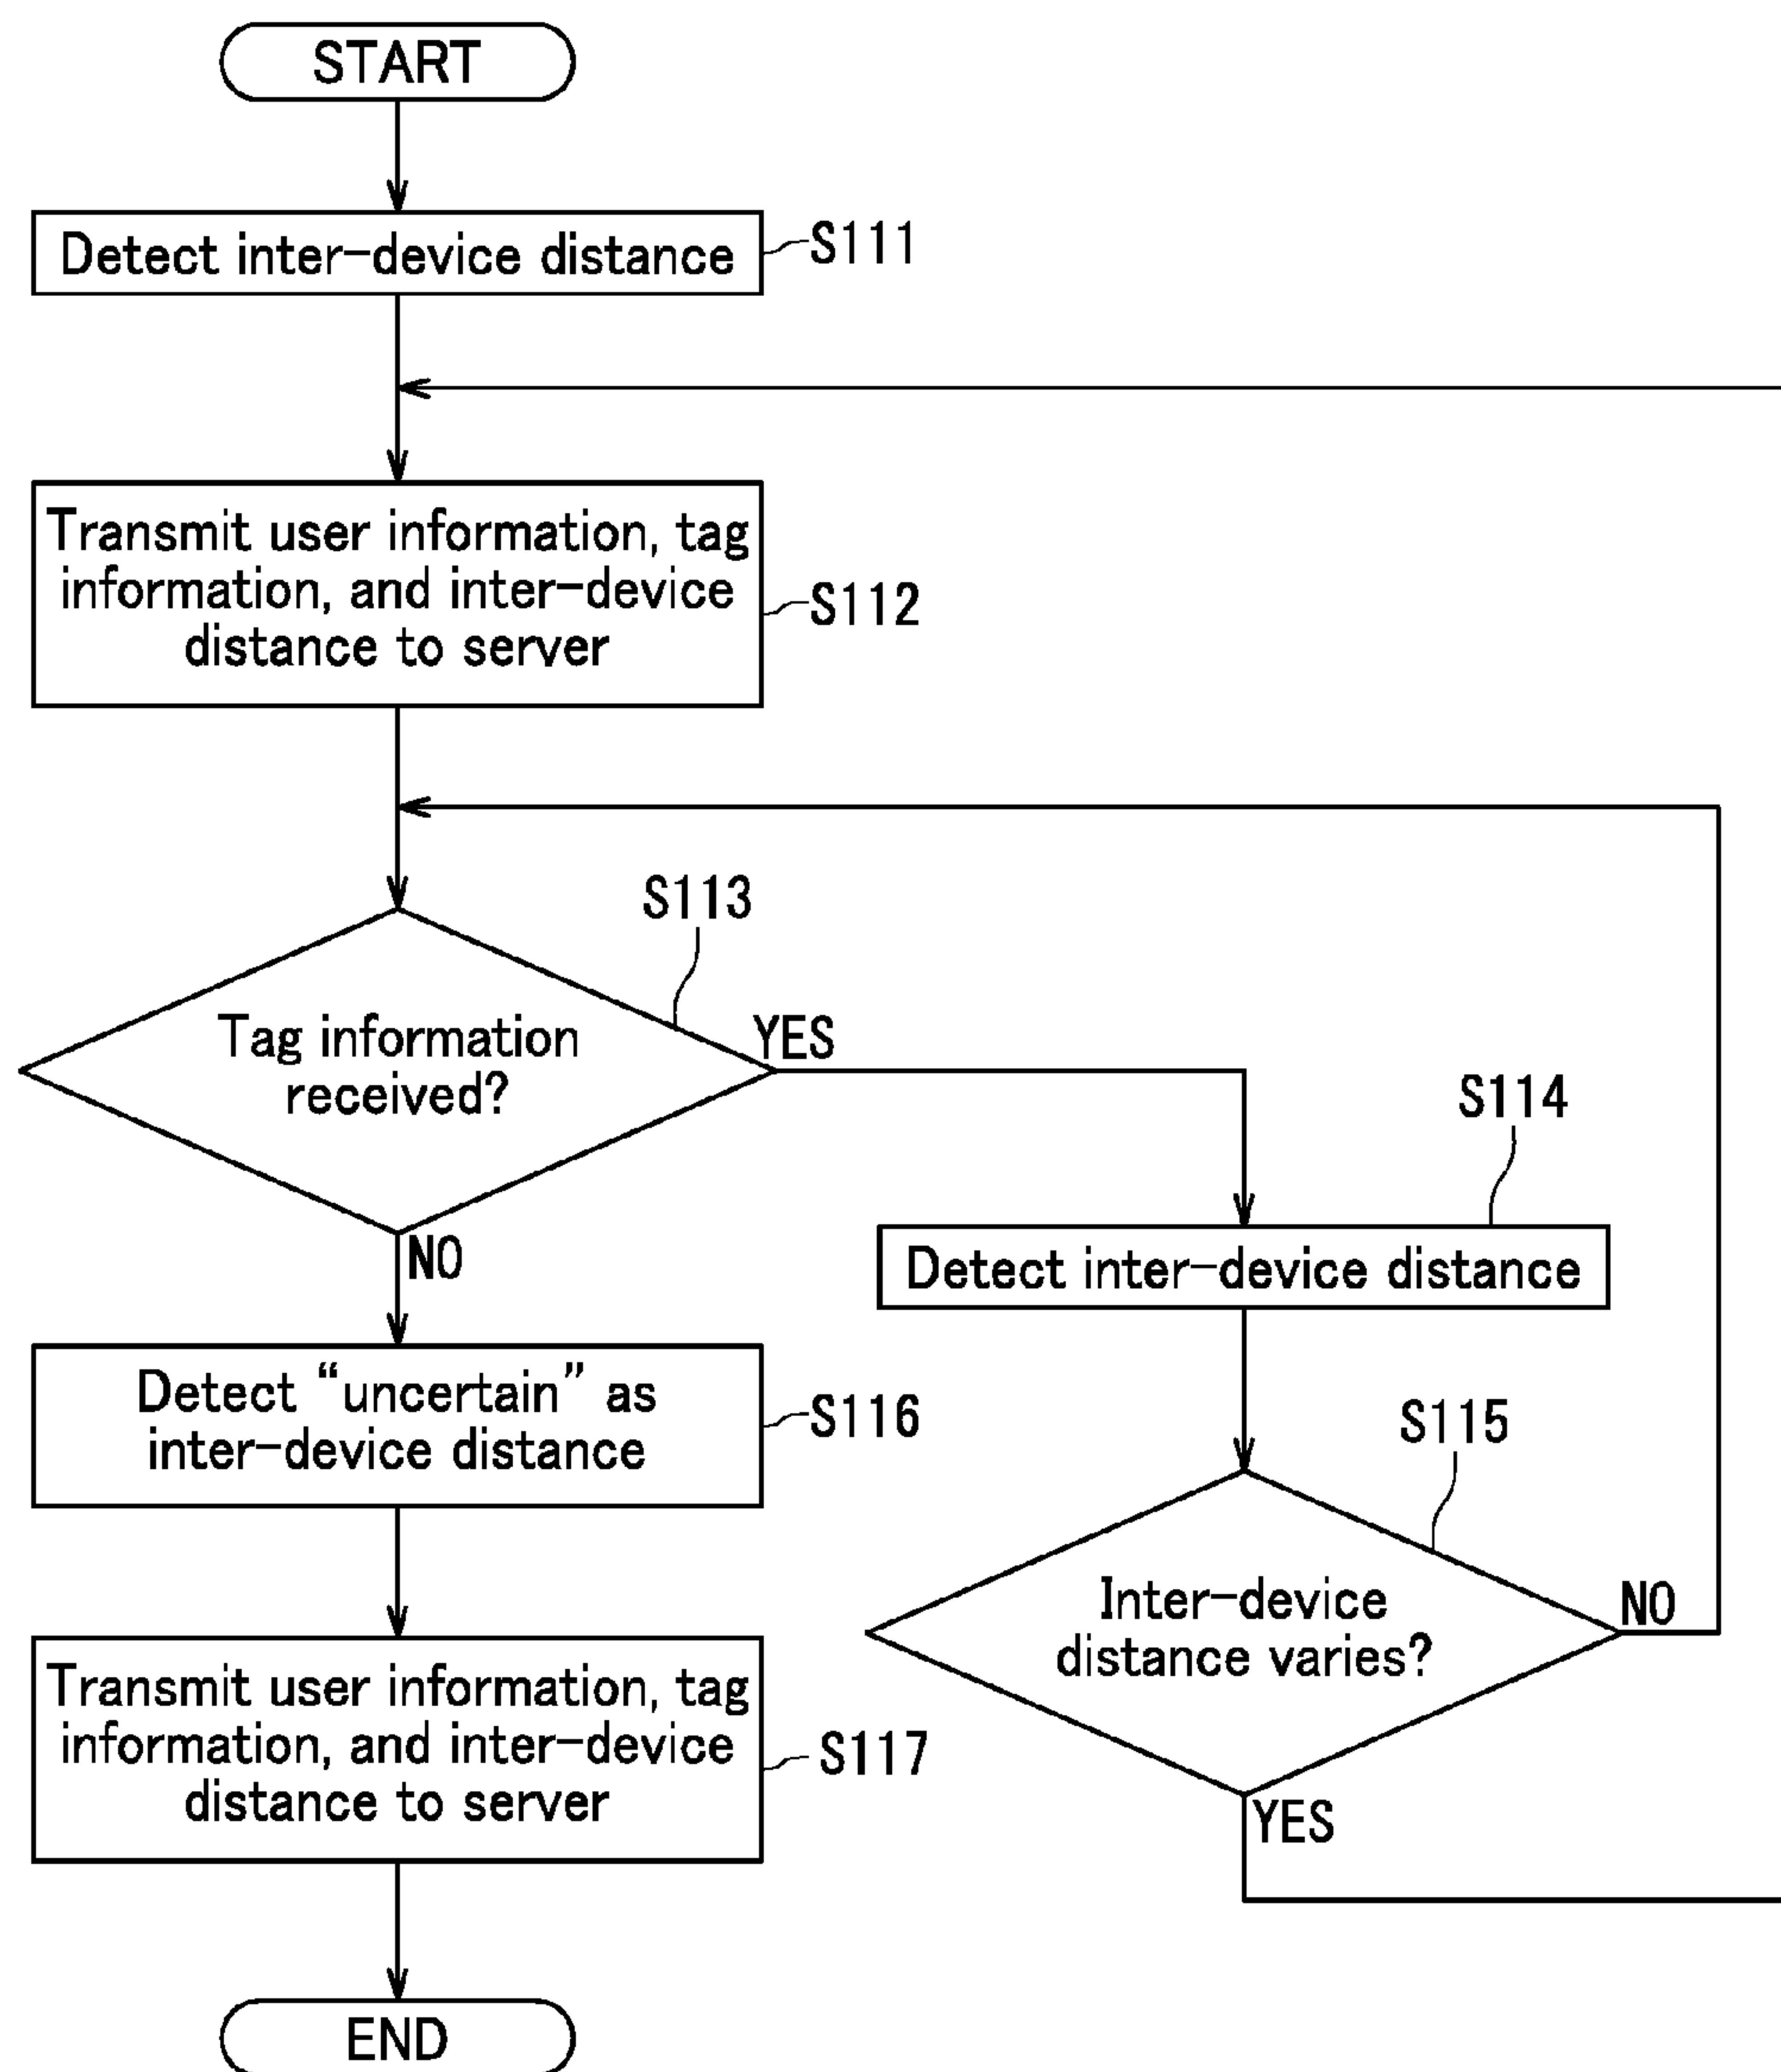 START
Detect inter-device distance
S111
Transmit user information, tag
information, and inter-device
distance to server
S112
S113
Tag information
received?
YES
NO
S114
Detect inter-device distance
S115
Inter-device
distance varies?
NO
YES
Detect “uncertain” as
inter-device distance
S116
Transmit user information, tag
information, and inter-device
distance to server
S117
END